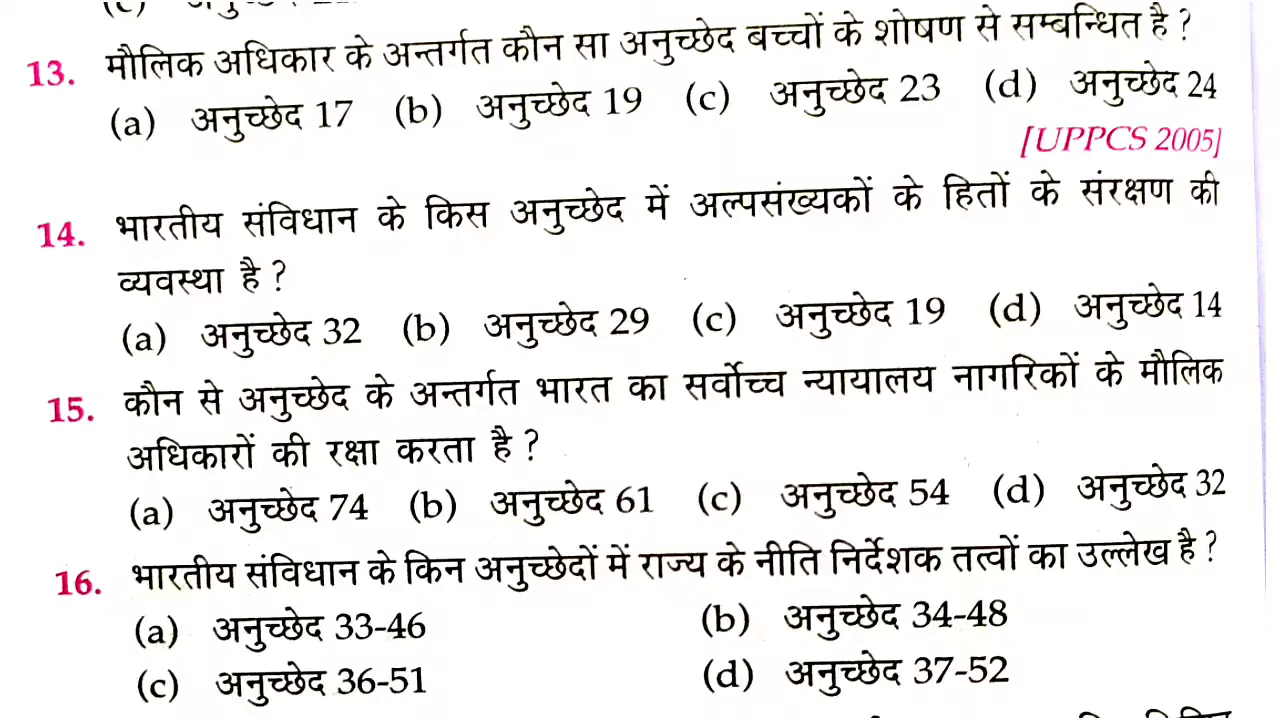 13. मौलिक अधिकार के अन्तर्गत कौन सा अनुच्छेद बच्चों के शोषण से सम्बन्धित है ?
(a) अनुच्छेद 17 (b) अनुच्छेद 19 (c) अनुच्छेद 23 (d) अनुच्छेद 24
[UPPCS 2005]
14. भारतीय संविधान के किस अनुच्छेद में अल्पसंख्यकों के हितों के संरक्षण की
व्यवस्था है ?
(a) अनुच्छेद 32 (b) अनुच्छेद 29 (c) अनुच्छेद 19 (d) अनुच्छेद 14
15. कौन से अनुच्छेद के अन्तर्गत भारत का सर्वोच्च न्यायालय नागरिकों के मौलिक
अधिकारों की रक्षा करता है ?
(a) अनुच्छेद 74 (b) अनुच्छेद 61 (c) अनुच्छेद 54 (d) अनुच्छेद 32
16. भारतीय संविधान के किन अनुच्छेदों में राज्य के नीति निर्देशक तत्वों का उल्लेख है ?
(a) अनुच्छेद 33-46 (b) अनुच्छेद 34-48
(c) अनुच्छेद 36-51 (d) अनुच्छेद 37-52